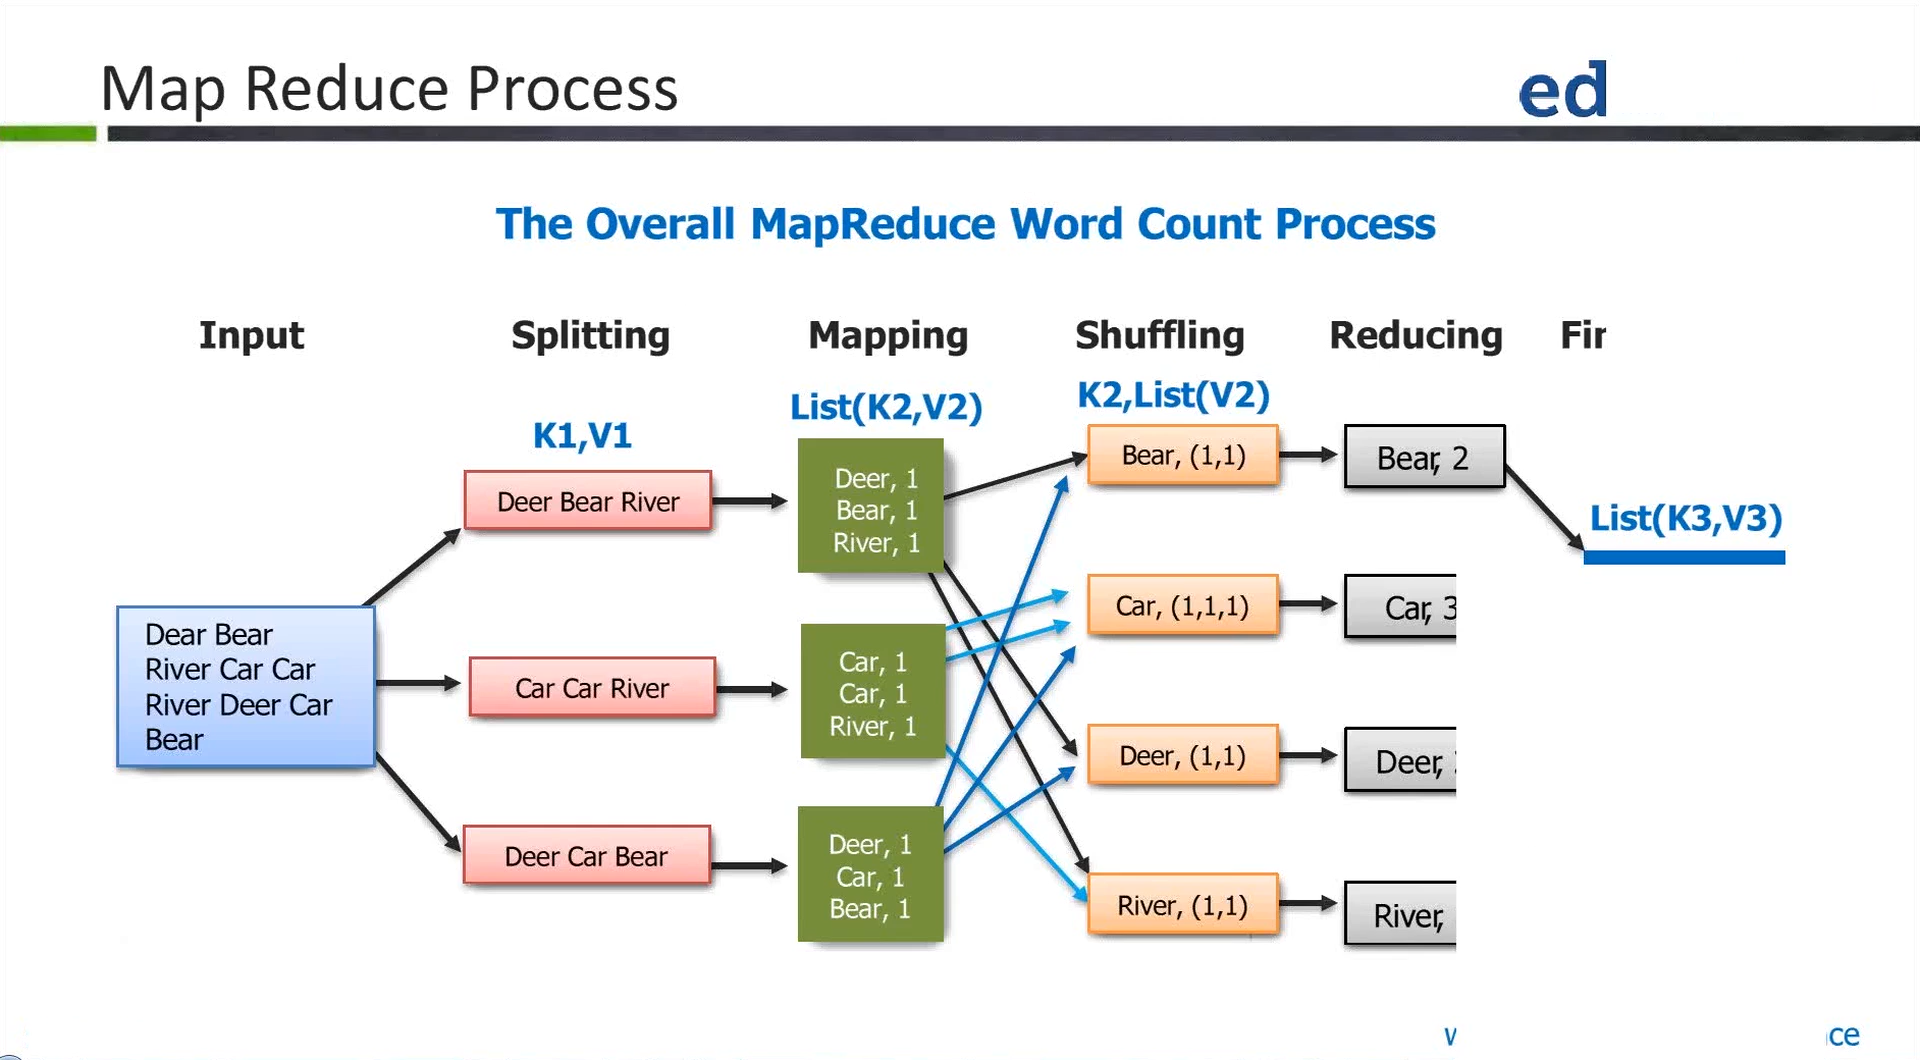 Map Reduce Process
ed
The Overall MapReduce Word Count Process
Input
Splitting
Mapping
Shuffling
Reducing
K1,V1
List(K2,V2)
K2,List(V2)
List(K3,V3)
Dear Bear
River Car Car
River Deer Car
Bear
Deer Bear River
Car Car River
Deer Car Bear
Deer, 1
Bear, 1
River, 1
Car, 1
Car, 1
River, 1
Deer, 1
Car, 1
Bear, 1
Bear, (1,1)
Car, (1,1,1)
Deer, (1,1)
River, (1,1)
Bear, 2
Car, 3
Deer,
River,